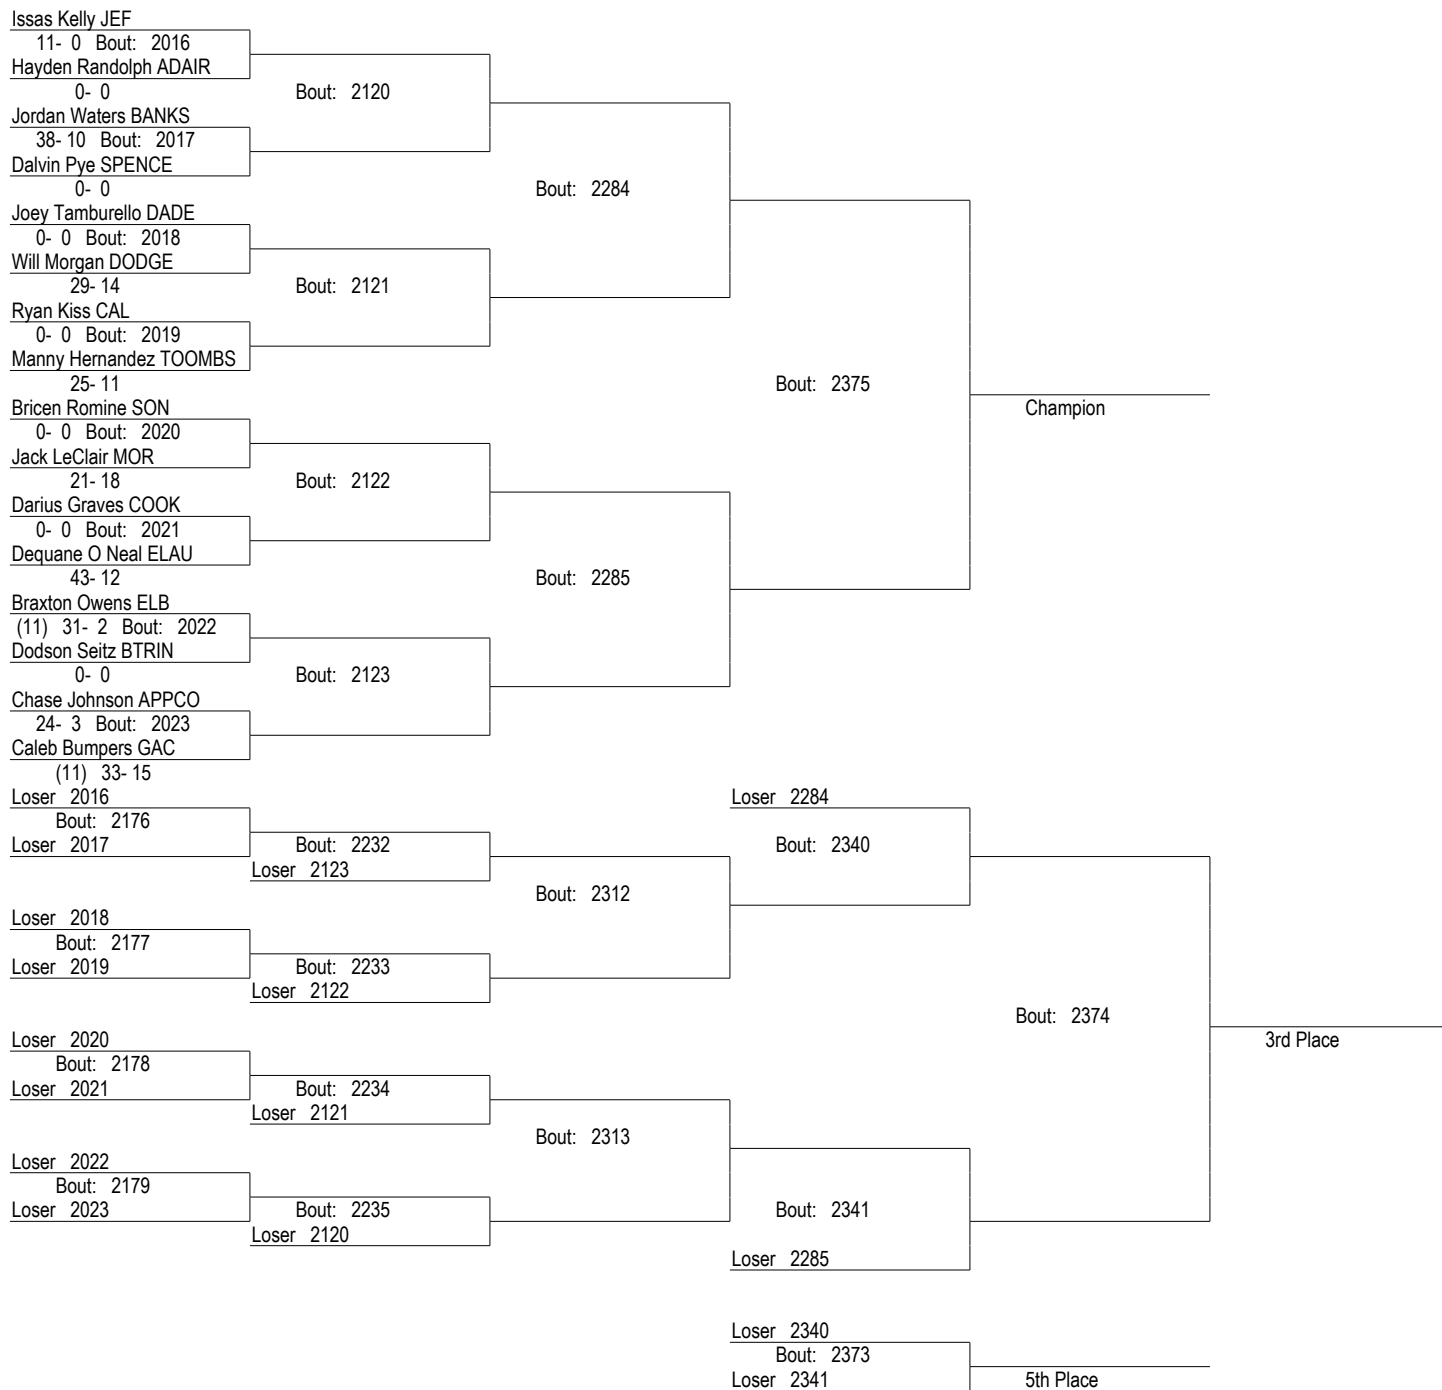 Issas Kelly JEF
11- 0 Bout: 2016
Hayden Randolph ADAIR
0- 0
Bout: 2120
Jordan Waters BANKS
38- 10 Bout: 2017
Dalvin Pye SPENCE
0- 0
Bout: 2284
Joey Tamburello DADE
0- 0 Bout: 2018
Will Morgan DODGE
29- 14
Bout: 2121
Ryan Kiss CAL
0- 0 Bout: 2019
Manny Hernandez TOOMBS
25- 11
Bout: 2375
Champion
Bricen Romine SON
0- 0 Bout: 2020
Jack LeClair MOR
21- 18
Bout: 2122
Darius Graves COOK
0- 0 Bout: 2021
Dequane O Neal ELAU
43- 12
Bout: 2285
Braxton Owens ELB
(11) 31- 2 Bout: 2022
Dodson Seitz BTRIN
0- 0
Bout: 2123
Chase Johnson APPCO
24- 3 Bout: 2023
Caleb Bumpers GAC
(11) 33- 15
Loser 2016
Bout: 2176
Loser 2017
Bout: 2232
Loser 2123
Bout: 2312
Loser 2284
Bout: 2340
Loser 2018
Bout: 2177
Loser 2019
Bout: 2233
Loser 2122
Bout: 2374
3rd Place
Loser 2020
Bout: 2178
Loser 2021
Bout: 2234
Loser 2121
Bout: 2313
Loser 2022
Bout: 2179
Loser 2023
Bout: 2235
Loser 2120
Bout: 2341
Loser 2285
Loser 2340
Bout: 2373
Loser 2341
5th Place